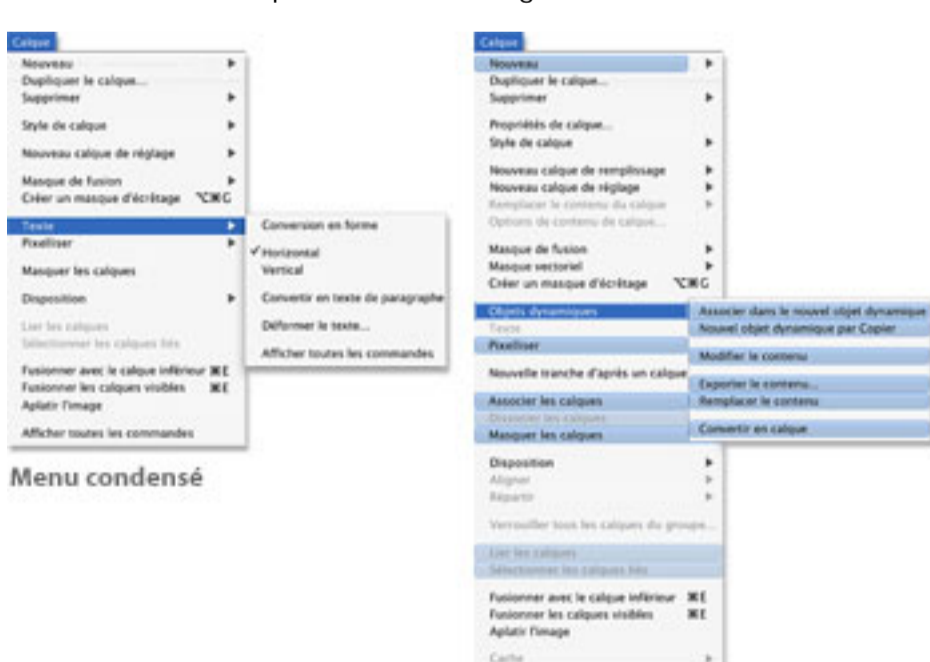 Calque
Nouveau
Dupliquer le calque...
Supprimer
Style de calque
Nouveau calque de réglage
Masque de fusion
Créer un masque d'écrêtage ⌥⌘G
Texte
Pixelliser
Masquer les calques
Disposition
Lier les calques
Sélectionner les calques liés
Fusionner avec le calque inférieur ⌘E
Fusionner les calques visibles ⌘E
Aplatir l'image
Afficher toutes les commandes
Conversion en forme
✓ Horizontal
Vertical
Convertir en texte de paragraphe
Déformer le texte...
Afficher toutes les commandes
Menu condensé
Calque
Nouveau
Dupliquer le calque...
Supprimer
Propriétés de calque...
Style de calque
Nouveau calque de remplissage
Nouveau calque de réglage
Remplacer le contenu du calque
Options de contenu de calque...
Masque de fusion
Masque vectoriel
Créer un masque d'écrêtage ⌥⌘G
Objets dynamiques
Texte
Pixelliser
Nouvelle tranche d'après un calque
Associer les calques
Dissocier les calques
Masquer les calques
Disposition
Aligner
Répartir
Verrouiller tous les calques du groupe...
Lier les calques
Sélectionner les calques liés
Fusionner avec le calque inférieur ⌘E
Fusionner les calques visibles ⌘E
Aplatir l'image
Cache
Associer dans le nouvel objet dynamique
Nouvel objet dynamique par Copier
Modifier le contenu
Exporter le contenu...
Remplacer le contenu
Convertir en calque